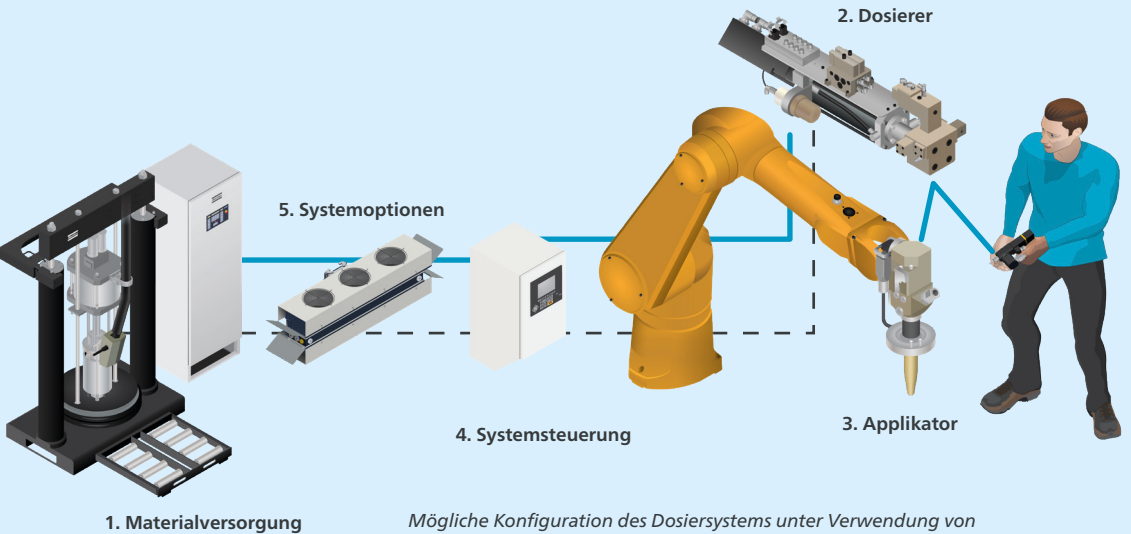 2. Dosierer
5. Systemoptionen
3. Applikator
4. Systemsteuerung
1. Materialversorgung
Mögliche Konfiguration des Dosiersystems unter Verwendung von